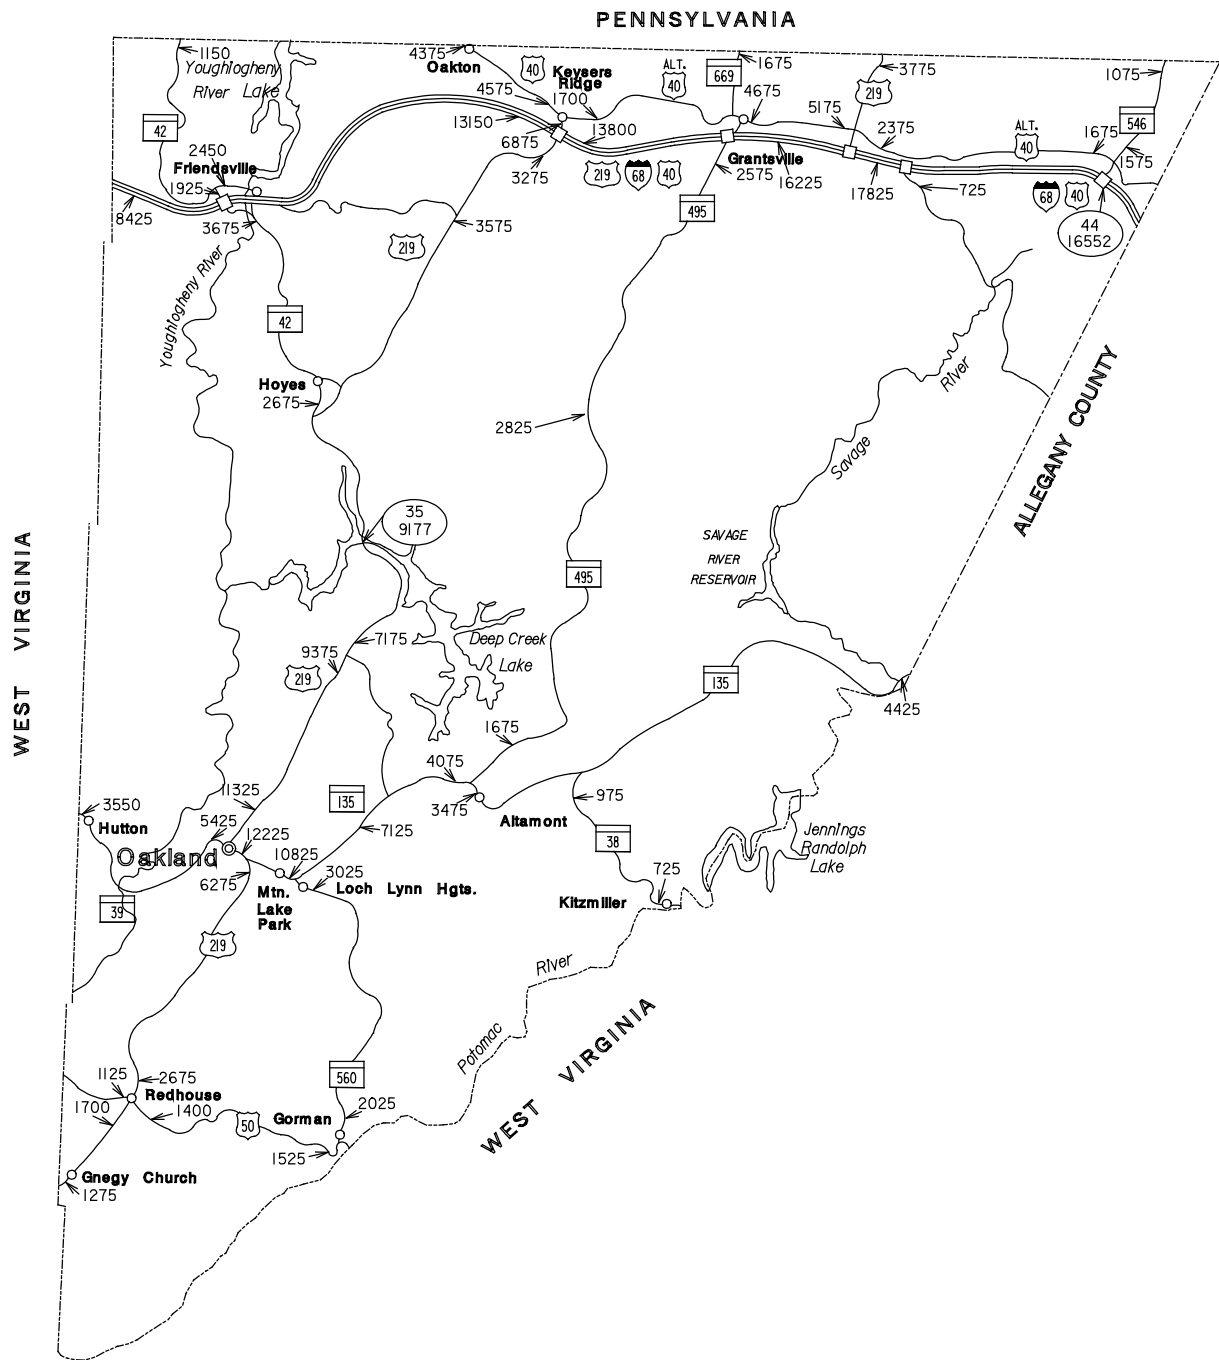 PENNSYLVANIA
1150
4375
1675
3775
1075
Youghiogheny
River Lake
Oakton
40
Keysers
Ridge
ALT.
40
669
219
42
4575
1700
4675
5175
546
13150
13800
2375
ALT.
40
1675
6875
2450
Friendsville
3275
219
68
40
Grantsville
2575
16225
17825
725
1575
1925
68
40
8425
3675
3575
495
44
16552
219
Youghiogheny River
42
Hoyes
2675
2825
River
Savage
ALLEGANY COUNTY
35
9177
SAVAGE
RIVER
RESERVOIR
495
WEST VIRGINIA
7175
9375
219
Deep Creek
Lake
135
4425
1675
4075
11325
135
3475
975
3550
Hutton
5425
12225
7125
Altamont
38
Jennings
Randolph
Lake
Oakland
10825
6275
3025
Mtn.
Lake
Park
Loch Lynn Hgts.
725
Kitzmiller
39
219
River
Potomac
WEST VIRGINIA
1125
2675
Redhouse
560
1700
1400
50
Gorman
2025
1525
Gnegy Church
1275